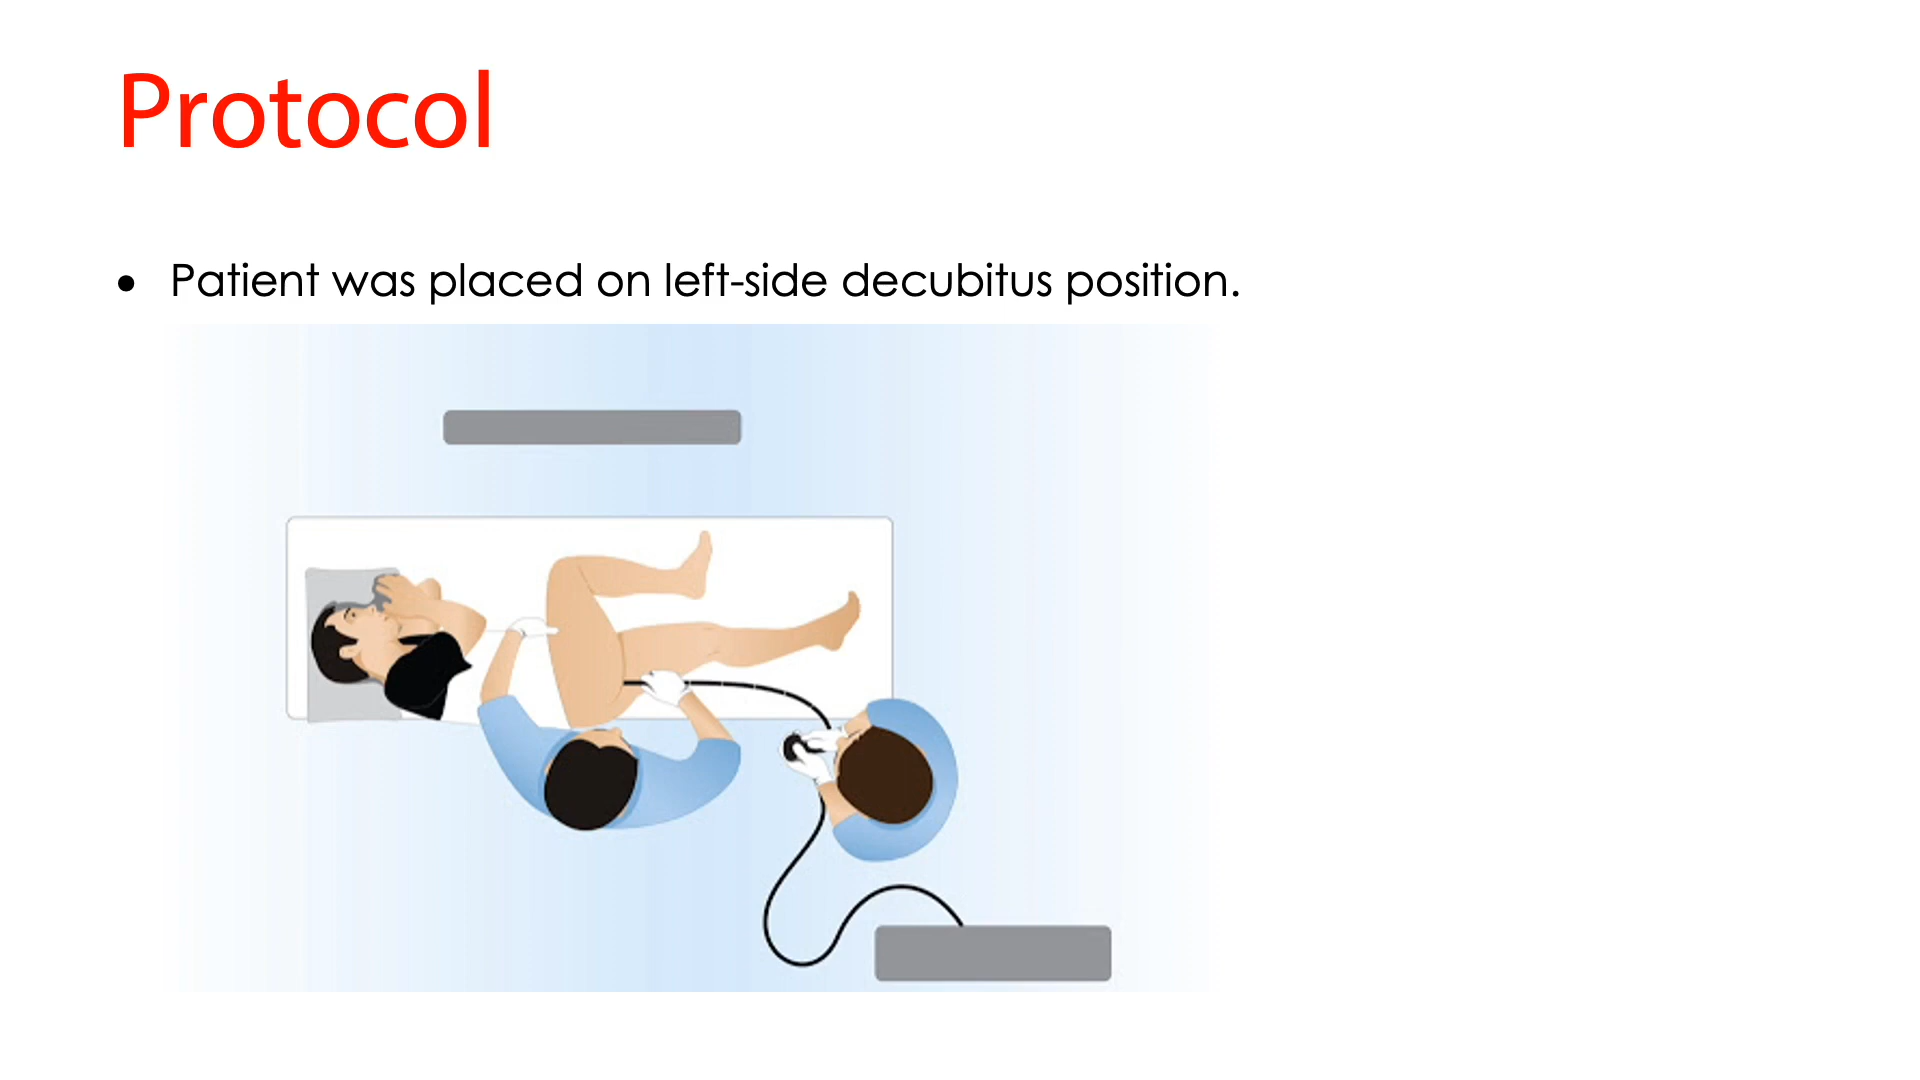 Protocol
• Patient was placed on left-side decubitus position.